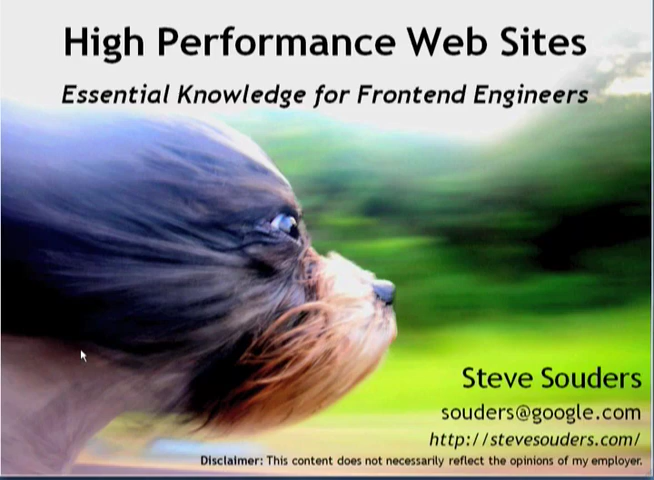 High Performance Web Sites
Essential Knowledge for Frontend Engineers
Steve Souders
souders@google.com
http://stevesouders.com/
Disclaimer: This content does not necessarily reflect the opinions of my employer.